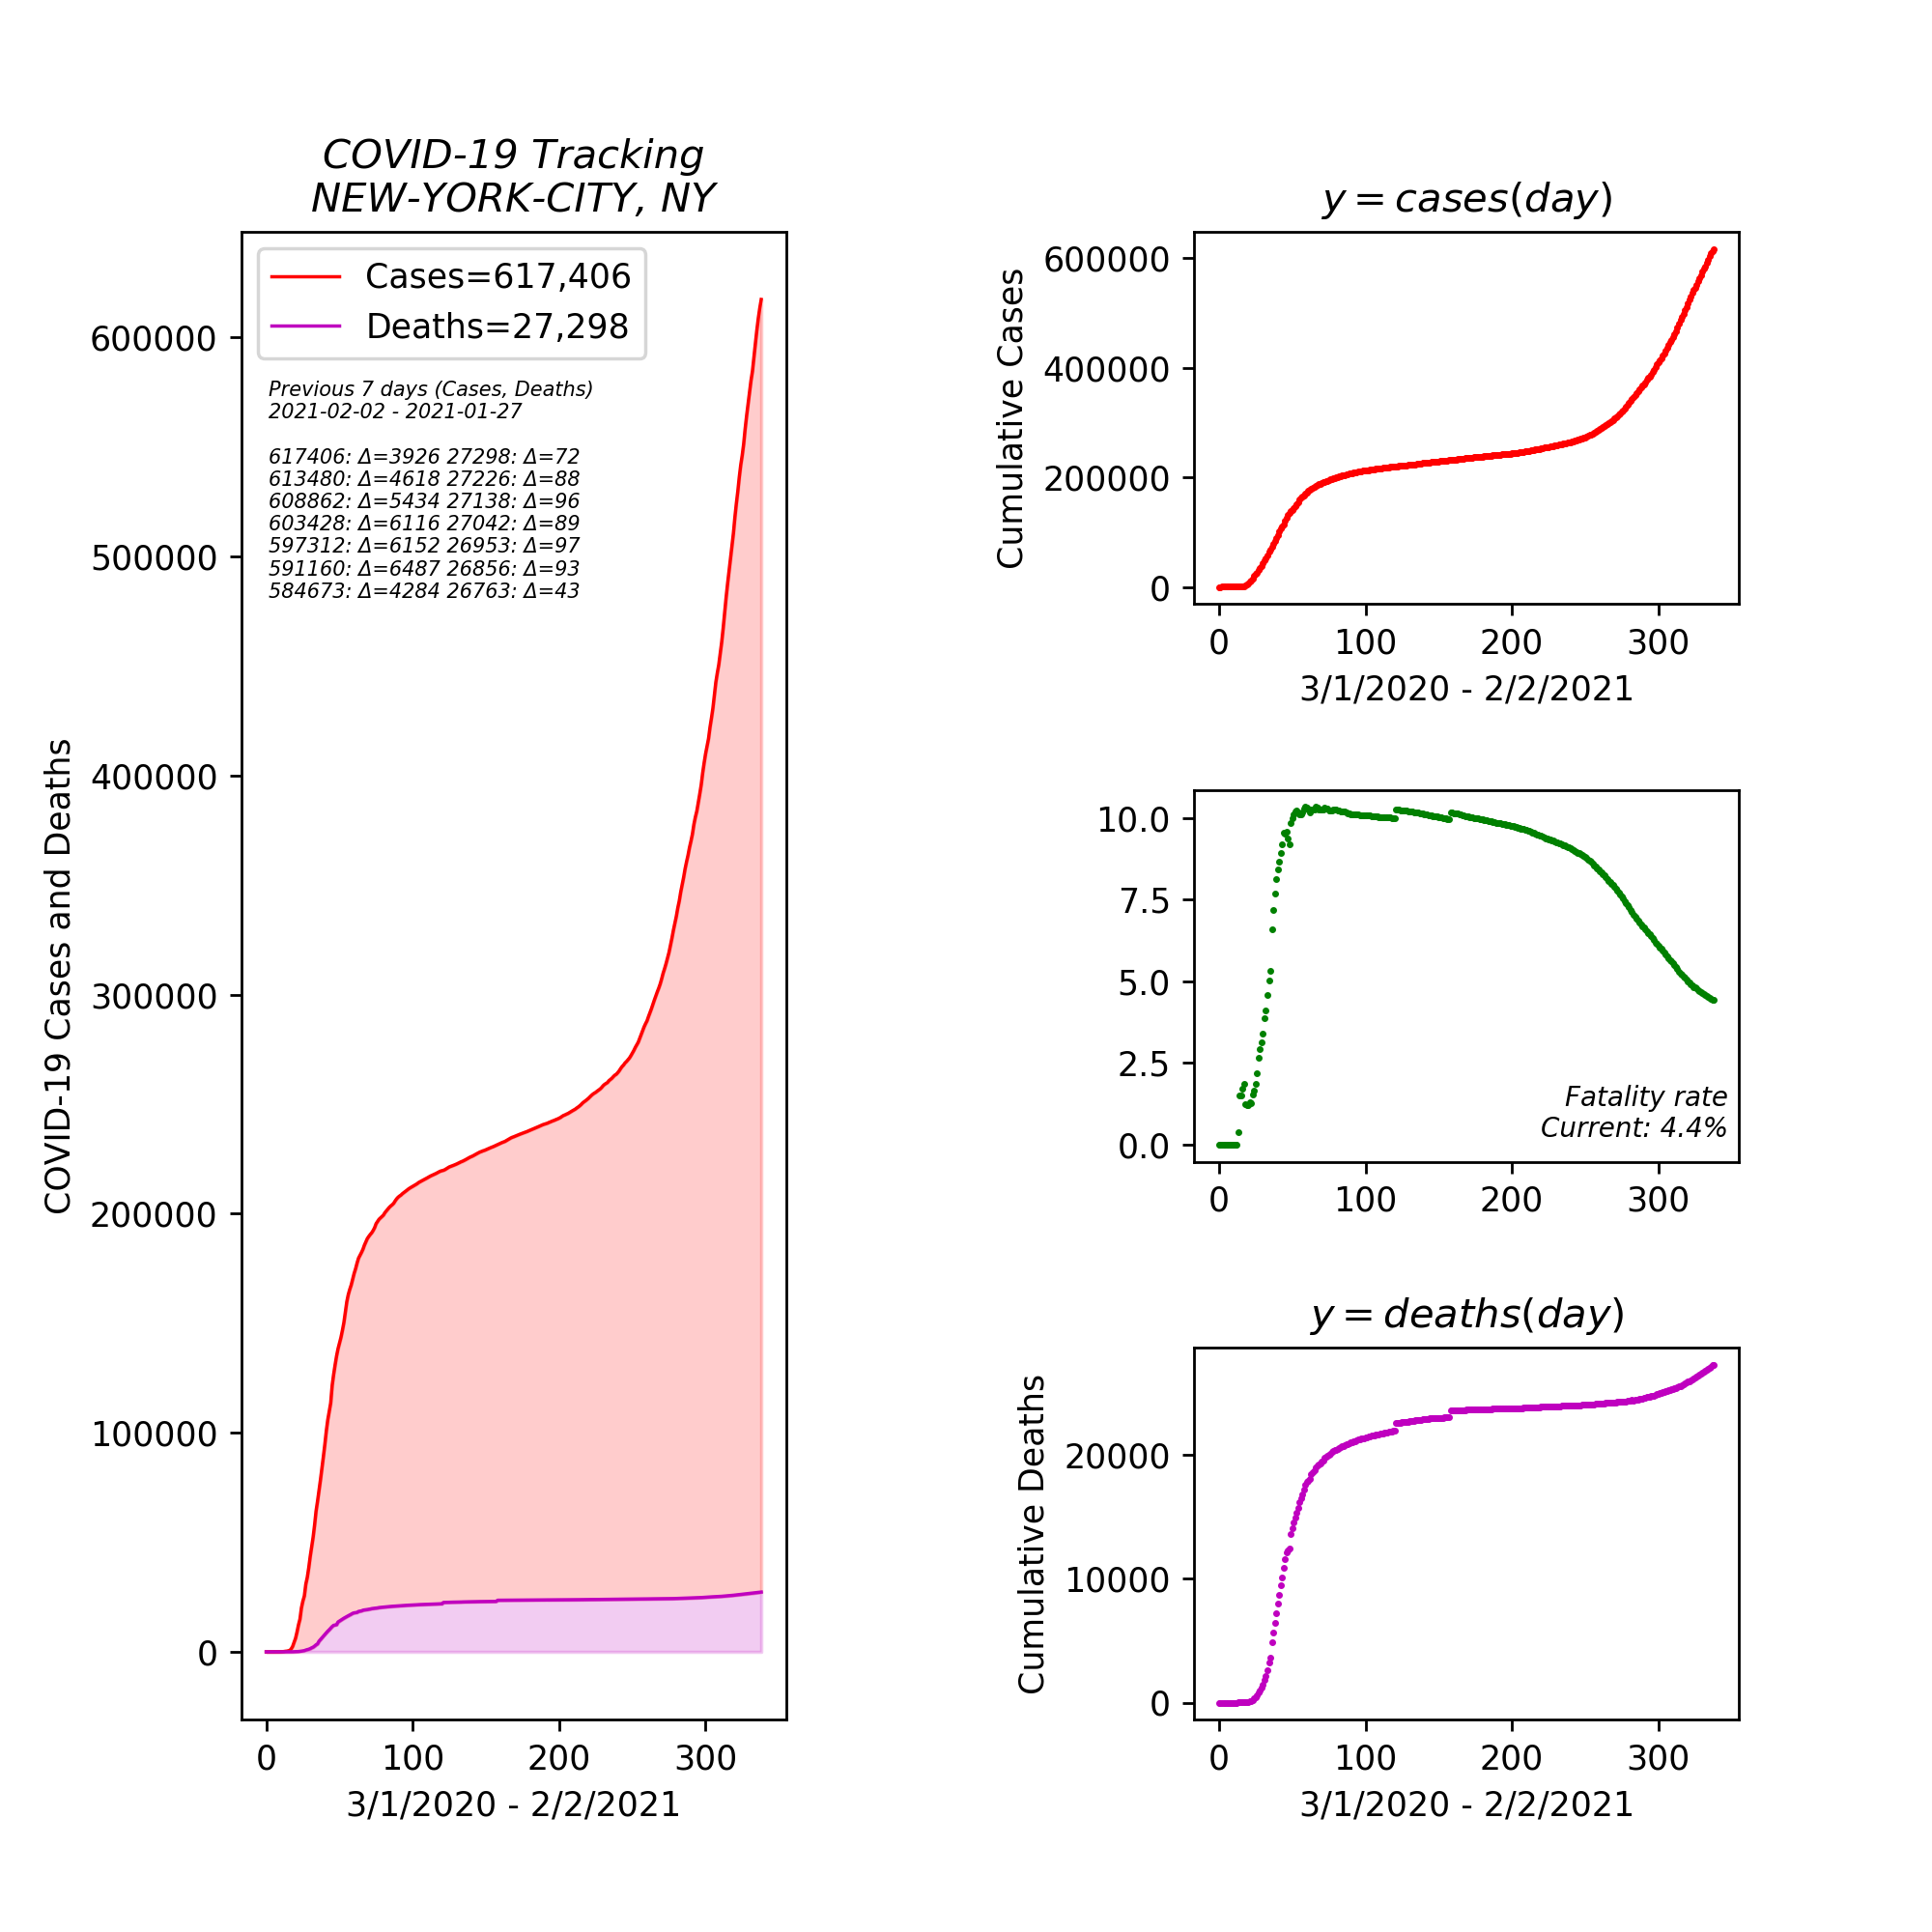 COVID-19 Tracking
NEW-YORK-CITY, NY
Cases=617,406
Deaths=27,298
Previous 7 days (Cases, Deaths)
2021-02-02 - 2021-01-27
617406: Δ=3926 27298: Δ=72
613480: Δ=4618 27226: Δ=88
608862: Δ=5434 27138: Δ=96
603428: Δ=6116 27042: Δ=89
597312: Δ=6152 26953: Δ=97
591160: Δ=6487 26856: Δ=93
584673: Δ=4284 26763: Δ=43
COVID-19 Cases and Deaths
600000
500000
400000
300000
200000
100000
0
0 100 200 300
3/1/2020 - 2/2/2021
y = cases(day)
Cumulative Cases
600000
400000
200000
0
0 100 200 300
3/1/2020 - 2/2/2021
10.0
7.5
5.0
2.5
0.0
Fatality rate
Current: 4.4%
0 100 200 300
y = deaths(day)
Cumulative Deaths
20000
10000
0
0 100 200 300
3/1/2020 - 2/2/2021